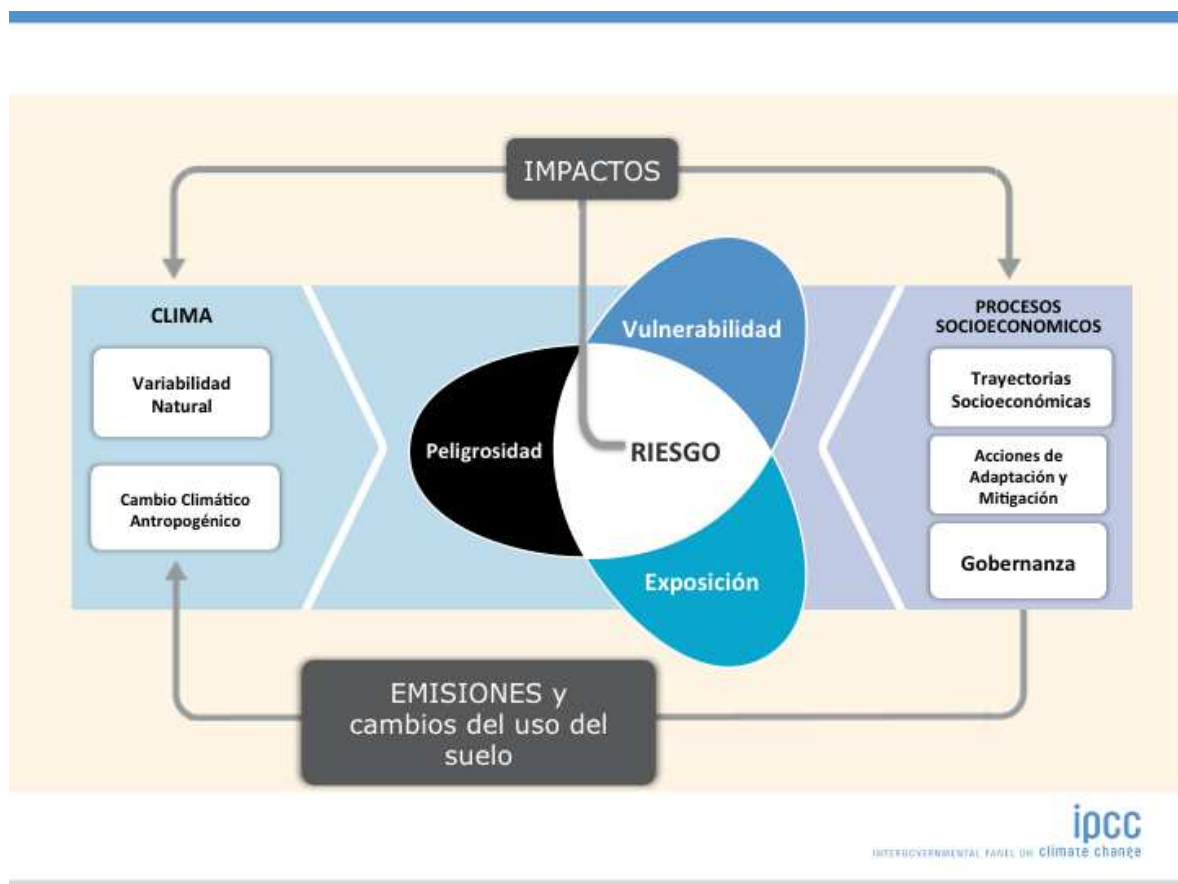 IMPACTOS
CLIMA
Variabilidad
Natural
Cambio Climático
Antropogénico
Vulnerabilidad
Peligrosidad
RIESGO
Exposición
PROCESOS
SOCIOECONOMICOS
Trayectorias
Socioeconómicas
Acciones de
Adaptación y
Mitigación
Gobernanza
EMISIONES y
cambios del uso del
suelo
ipcc
INTERGOVERNMENTAL PANEL ON climate change